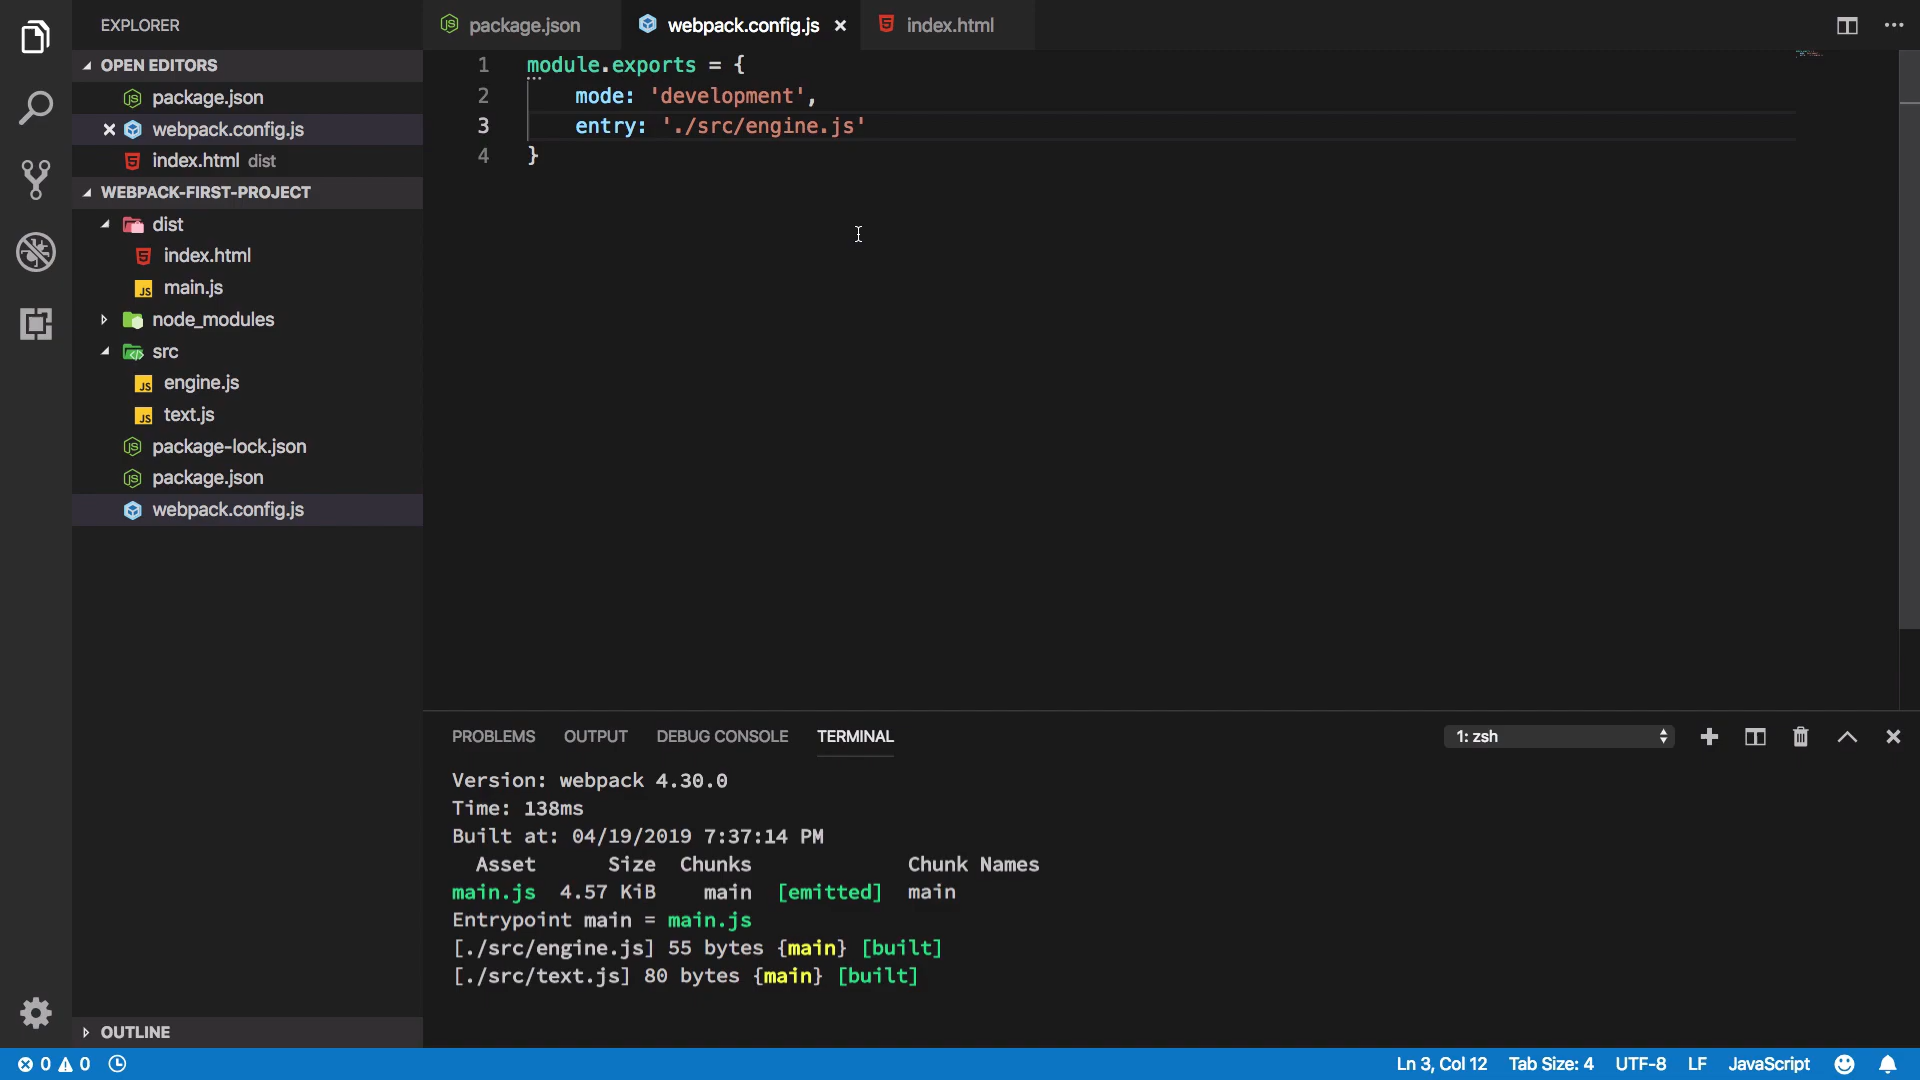 EXPLORER
OPEN EDITORS
package.json
webpack.config.js
index.html dist
WEBPACK-FIRST-PROJECT
dist
index.html
main.js
node_modules
src
engine.js
text.js
package-lock.json
package.json
webpack.config.js
OUTLINE
package.json
webpack.config.js
index.html
1 module.exports = {
2 mode: 'development',
3 entry: './src/engine.js'
4 }
PROBLEMS OUTPUT DEBUG CONSOLE TERMINAL
1: zsh
Version: webpack 4.30.0
Time: 138ms
Built at: 04/19/2019 7:37:14 PM
Asset Size Chunks Chunk Names
main.js 4.57 KiB main [emitted] main
Entrypoint main = main.js
[./src/engine.js] 55 bytes {main} [built]
[./src/text.js] 80 bytes {main} [built]
0 0
Ln 3, Col 12 Tab Size: 4 UTF-8 LF JavaScript